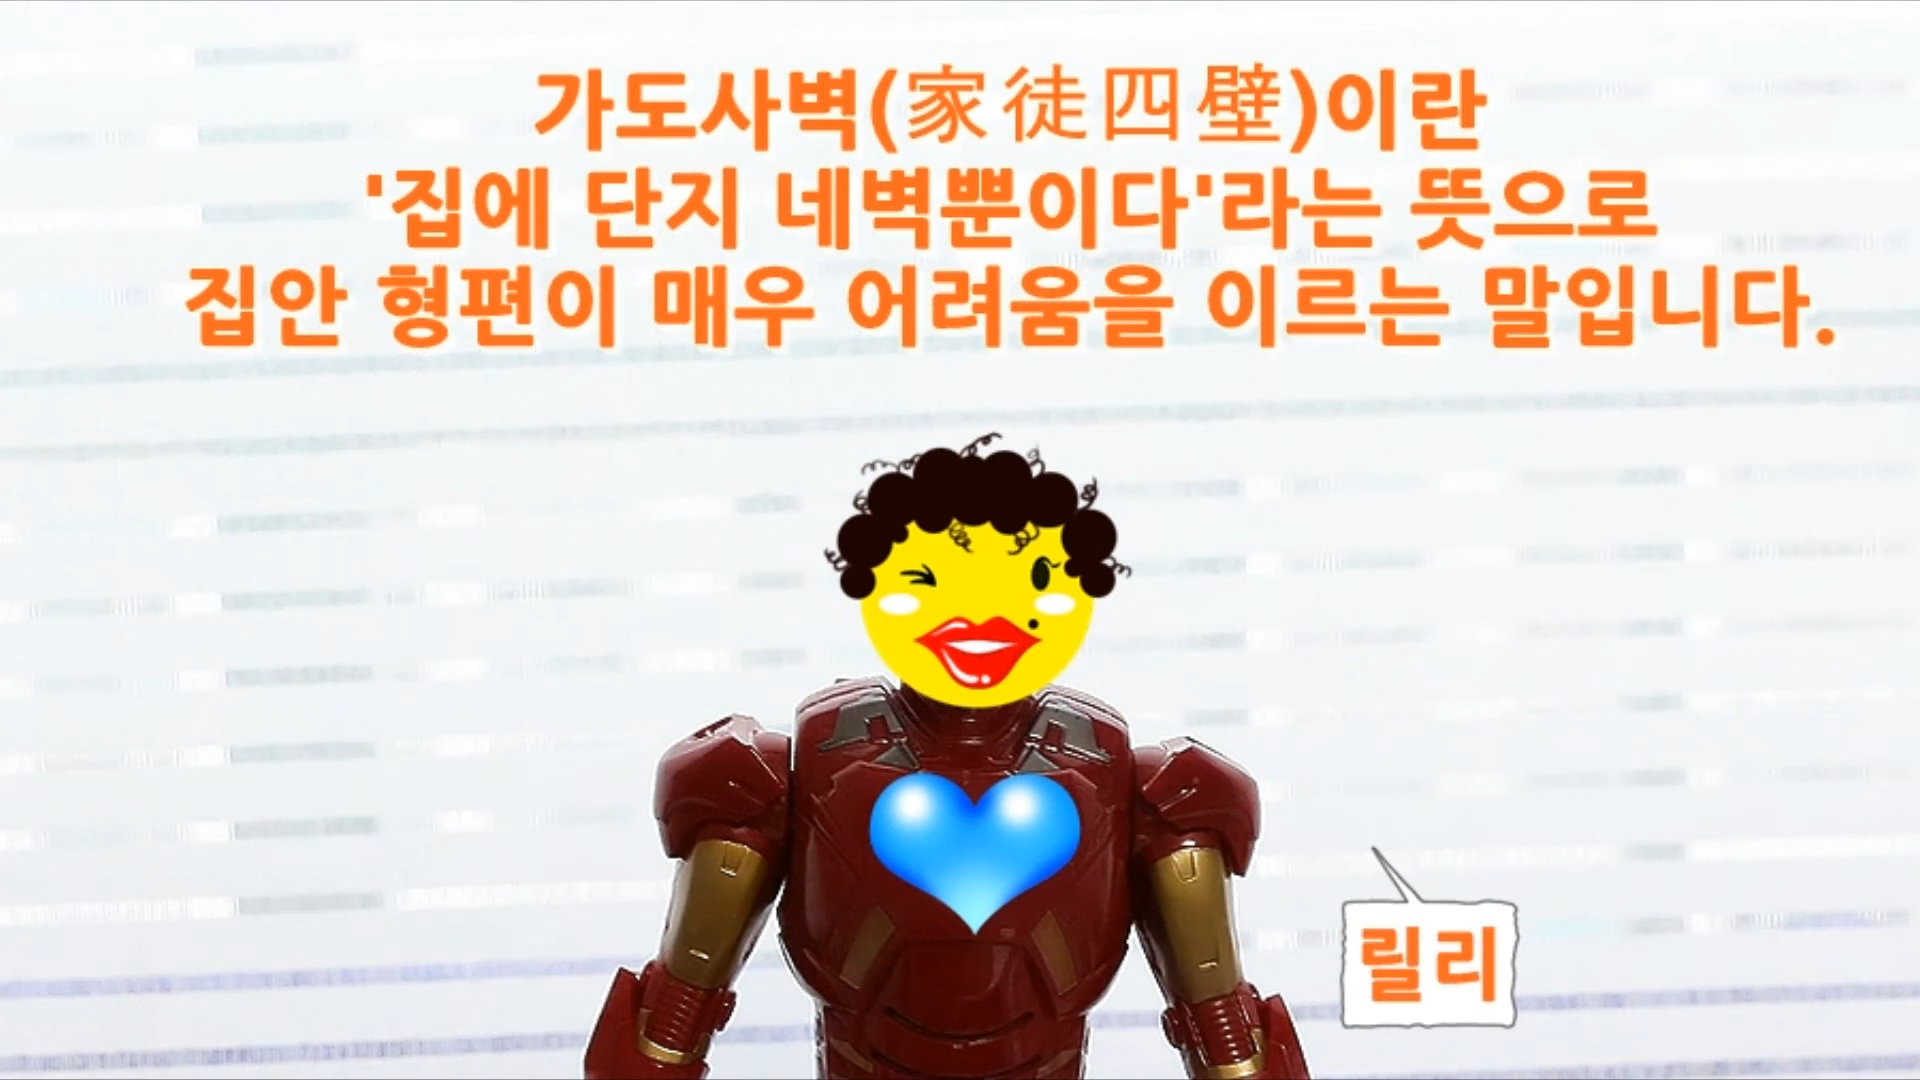 가도사벽(家徒四壁)이란
'집에 단지 네벽뿐이다'라는 뜻으로
집안 형편이 매우 어려움을 이르는 말입니다.
릴리